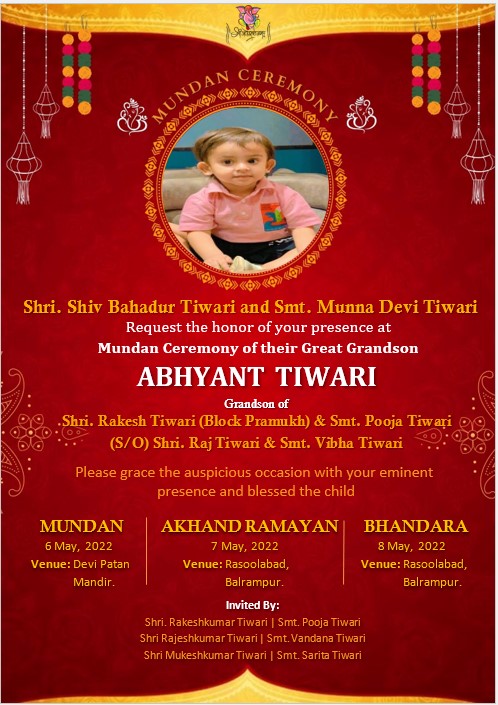 MUNDAN CEREMONY
Shri. Shiv Bahadur Tiwari and Smt. Munna Devi Tiwari
Request the honor of your presence at
Mundan Ceremony of their Great Grandson
ABHYANT TIWARI
Grandson of
Shri. Rakesh Tiwari (Block Pramukh) & Smt. Pooja Tiwari
(S/O) Shri. Raj Tiwari & Smt. Vibha Tiwari
Please grace the auspicious occasion with your eminent
presence and blessed the child
MUNDAN
6 May, 2022
Venue: Devi Patan
Mandir.
AKHAND RAMAYAN
7 May, 2022
Venue: Rasoolabad,
Balrampur.
BHANDARA
8 May, 2022
Venue: Rasoolabad,
Balrampur.
Invited By:
Shri. Rakeshkumar Tiwari | Smt. Pooja Tiwari
Shri Rajeshkumar Tiwari | Smt. Vandana Tiwari
Shri Mukeshkumar Tiwari | Smt. Sarita Tiwari